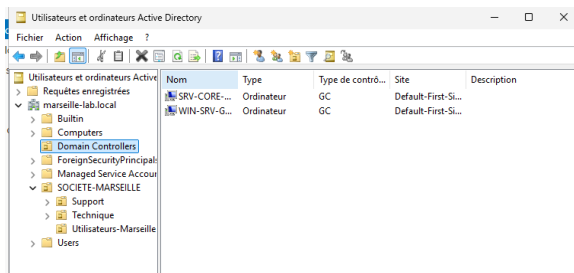 Utilisateurs et ordinateurs Active Directory
Fichier Action Affichage ?
Utilisateurs et ordinateurs Active
Requêtes enregistrées
marseille-lab.local
Builtin
Computers
Domain Controllers
ForeignSecurityPrincipals
Managed Service Accour
SOCIETE-MARSEILLE
Support
Technique
Utilisateurs-Marseille
Users
Nom Type Type de contrô... Site Description
SRV-CORE-... Ordinateur GC Default-First-Si...
WIN-SRV-G... Ordinateur GC Default-First-Si...